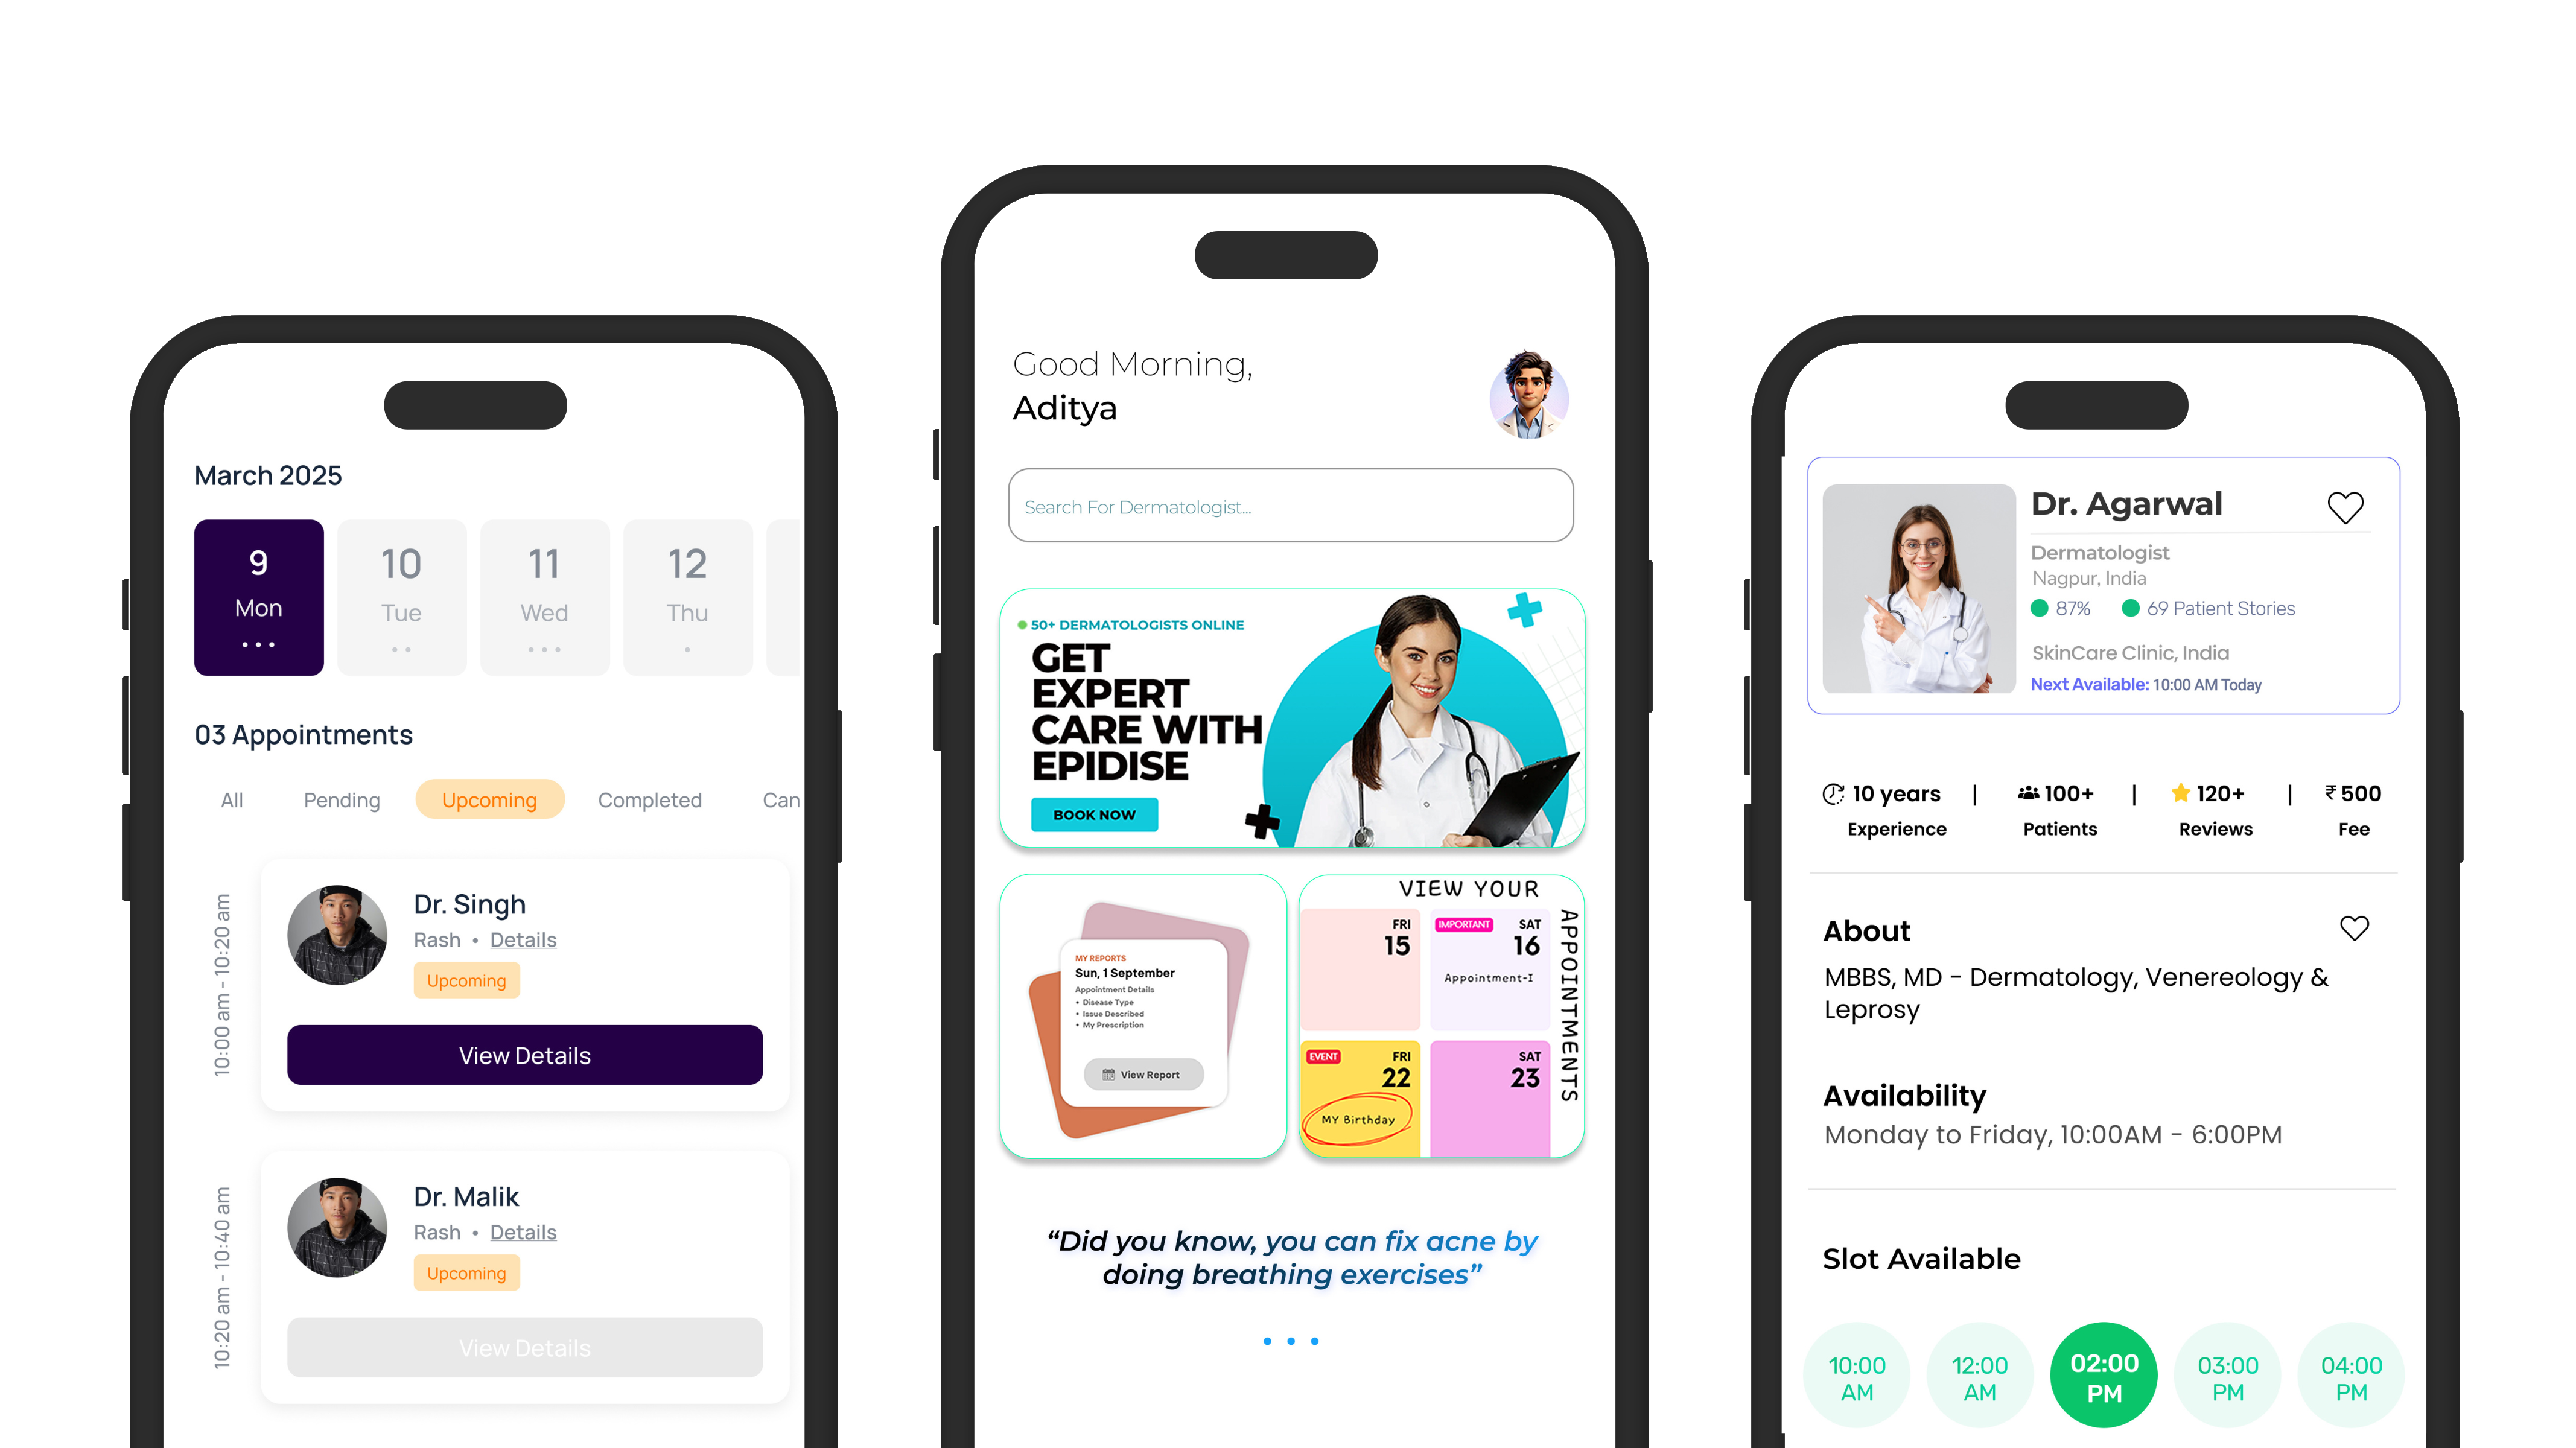 March 2025
9
Mon
10
Tue
11
Wed
12
Thu
03 Appointments
All
Pending
Upcoming
Completed
Can
10:00 am - 10:20 am
Dr. Singh
Rash • Details
Upcoming
View Details
10:20 am - 10:40 am
Dr. Malik
Rash • Details
Upcoming
View Details
Good Morning,
Aditya
Search For Dermatologist...
50+ DERMATOLOGISTS ONLINE
GET
EXPERT
CARE WITH
EPIDISE
BOOK NOW
MY REPORTS
Sun, 1 September
Appointment Details
• Disease Type
• Issue Described
• My Prescription
View Report
VIEW YOUR
APPOINTMENTS
FRI
15
IMPORTANT
SAT
16
Appointment-I
EVENT
FRI
22
MY Birthday
SAT
23
“Did you know, you can fix acne by
doing breathing exercises”
Dr. Agarwal
Dermatologist
Nagpur, India
87%
69 Patient Stories
SkinCare Clinic, India
Next Available: 10:00 AM Today
10 years
Experience
|
100+
Patients
|
120+
Reviews
|
₹ 500
Fee
About
MBBS, MD - Dermatology, Venereology &
Leprosy
Availability
Monday to Friday, 10:00AM - 6:00PM
Slot Available
10:00
AM
12:00
AM
02:00
PM
03:00
PM
04:00
PM